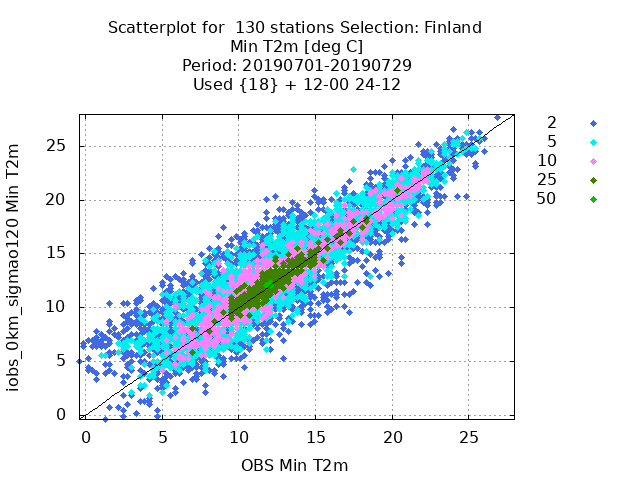 Scatterplot for 130 stations Selection: Finland
Min T2m [deg C]
Period: 20190701-20190729
Used {18} + 12-00 24-12
iobs_0km_sigmao120 Min T2m
25
20
15
10
5
0
0 5 10 15 20 25
OBS Min T2m
2
5
10
25
50